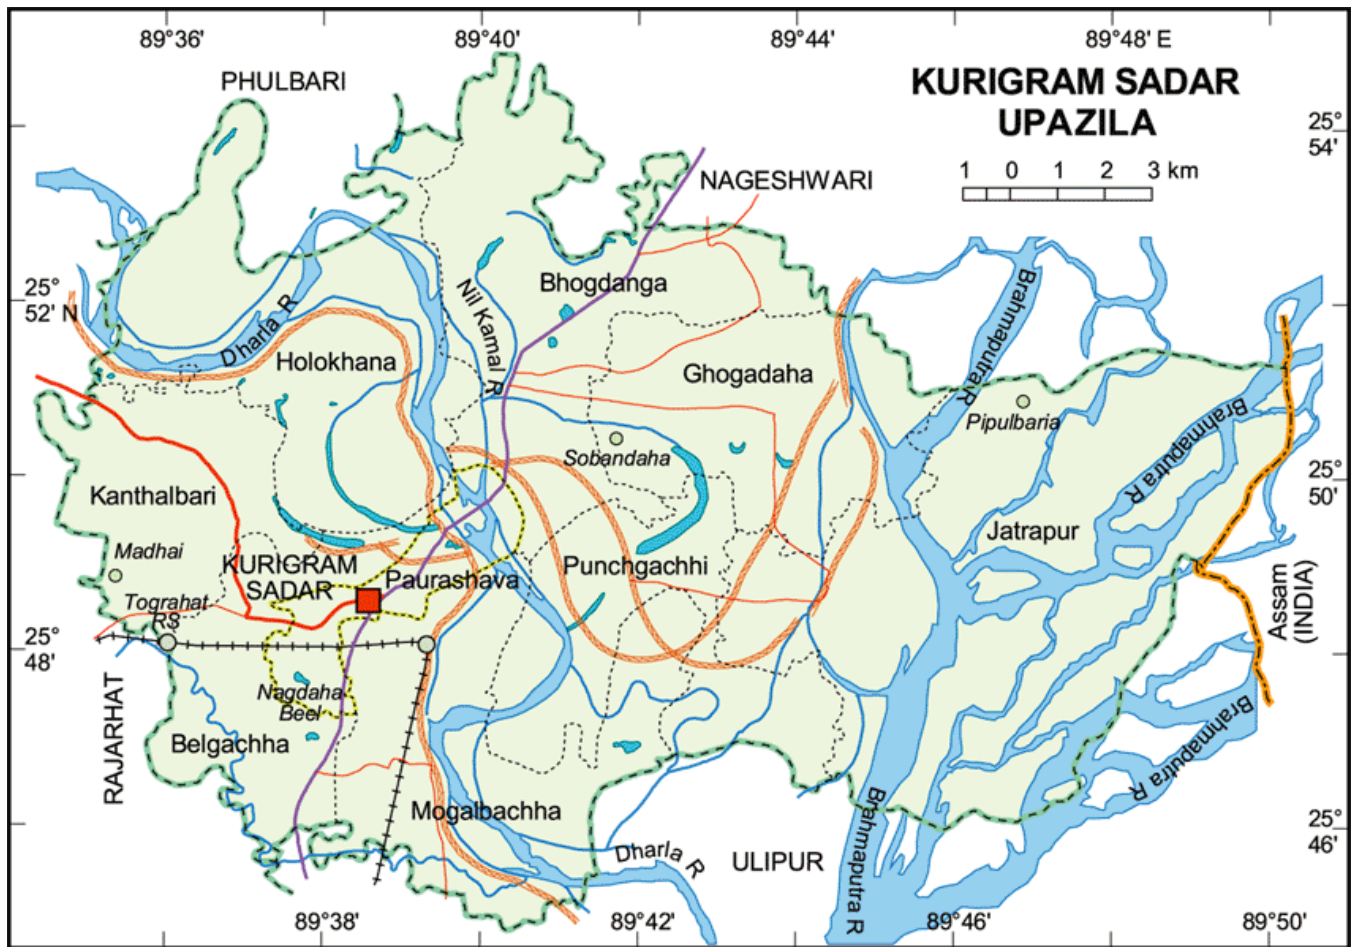 89°36'
89°40'
89°44'
89°48' E
PHULBARI
KURIGRAM SADAR
UPAZILA
25°
54'
1 0 1 2 3 km
NAGESHWARI
25°
52' N
Bhogdanga
Nil Kamal R
Brahmaputra R
Dharla R
Holokhana
Ghogadaha
Pipulbaria
Brahmaputra R
Sobandaha
25°
50'
Kanthalbari
Jatrapur
Madhai
KURIGRAM
SADAR
Paurashava
Punchgachhi
Assam
(INDIA)
Tograhat
RS
25°
48'
RAJARHAT
Nagdaha
Beel
Belgachha
Brahmaputra R
Mogalbachha
Brahmaputra R
25°
46'
Dharla R
ULIPUR
89°38'
89°42'
89°46'
89°50'